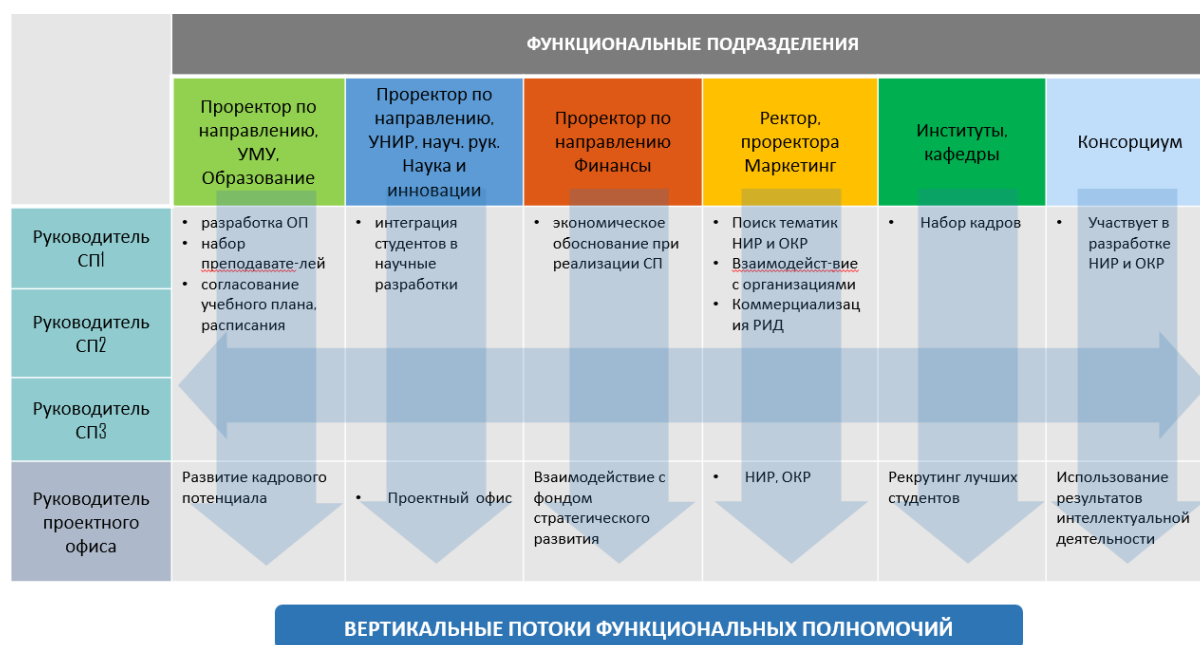 ФУНКЦИОНАЛЬНЫЕ ПОДРАЗДЕЛЕНИЯ
Проректор по
направлению,
УМУ,
Образование
Проректор по
направлению,
УНИР, науч. рук.
Наука и
инновации
Проректор по
направлению
Финансы
Ректор,
проректора
Маркетинг
Институты,
кафедры
Консорциум
Руководитель
СП1
• разработка ОП
• набор
преподавате-лей
• согласование
учебного плана,
расписания
• интеграция
студентов в
научные
разработки
• экономическое
обоснование при
реализации СП
• Поиск тематик
НИР и ОКР
• Взаимодейст-вие
с организациями
• Коммерциализац
ия РИД
• Набор кадров
• Участвует в
разработке
НИР и ОКР
Руководитель
СП2
Руководитель
СП3
Руководитель
проектного
офиса
Развитие кадрового
потенциала
• Проектный офис
Взаимодействие с
фондом
стратегического
развития
• НИР, ОКР
Рекрутинг лучших
студентов
Использование
результатов
интеллектуальной
деятельности
ВЕРТИКАЛЬНЫЕ ПОТОКИ ФУНКЦИОНАЛЬНЫХ ПОЛНОМОЧИЙ